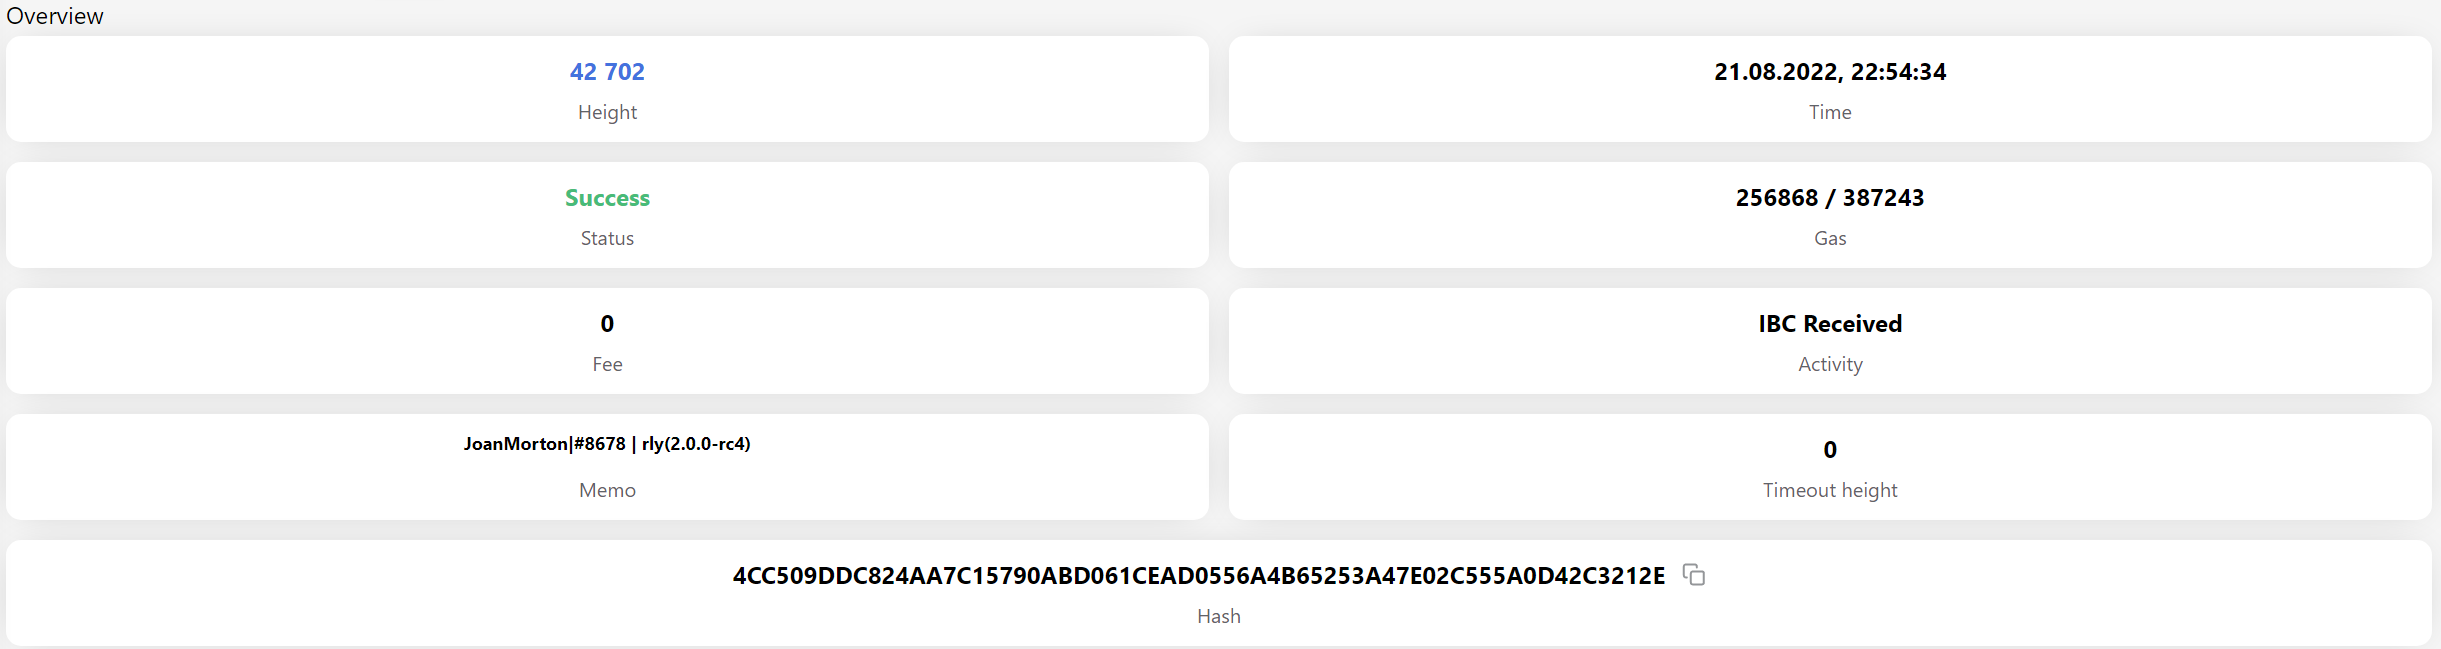 Overview
42 702
Height
21.08.2022, 22:54:34
Time
Success
Status
256868 / 387243
Gas
0
Fee
IBC Received
Activity
JoanMorton|#8678 | rly(2.0.0-rc4)
Memo
0
Timeout height
4CC509DDC824AA7C15790ABD061CEAD0556A4B65253A47E02C555A0D42C3212E
Hash